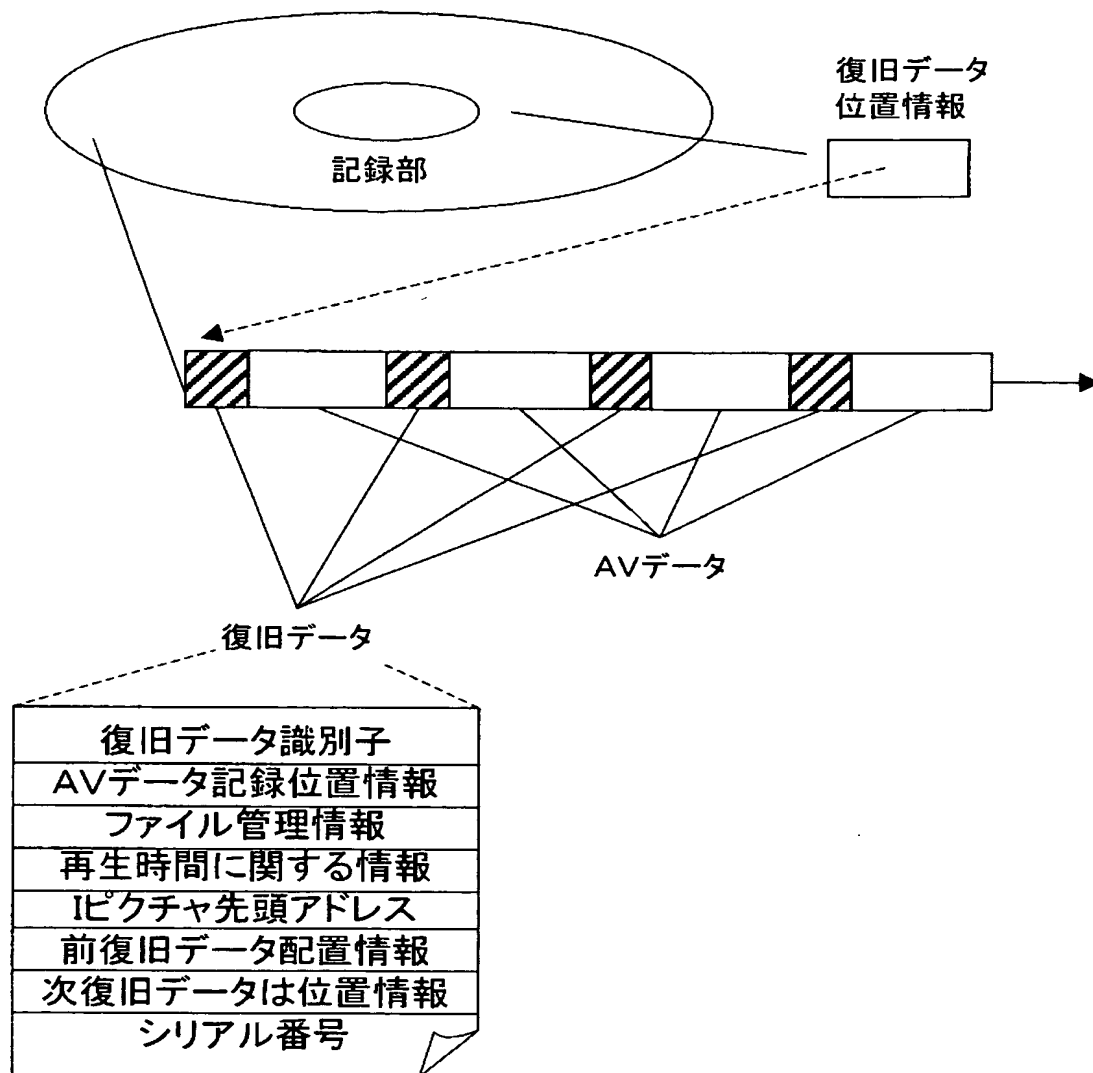 復旧データ
位置情報
記録部
AVデータ
復旧データ
復旧データ識別子
AVデータ記録位置情報
ファイル管理情報
再生時間に関する情報
Iピクチャ先頭アドレス
前復旧データ配置情報
次復旧データは位置情報
シリアル番号